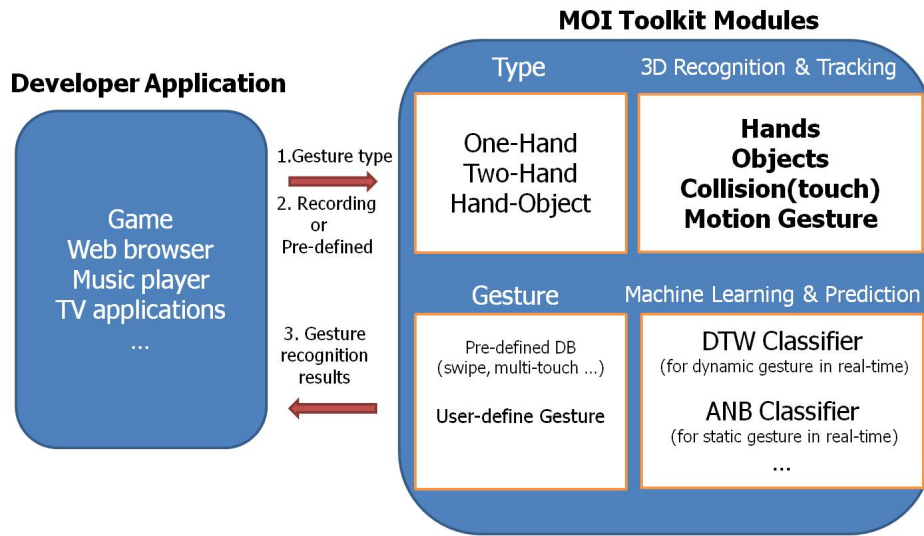 MOI Toolkit Modules
Developer Application
Game
Web browser
Music player
TV applications
...
1.Gesture type
2. Recording
or
Pre-defined
3. Gesture
recognition
results
Type
One-Hand
Two-Hand
Hand-Object
3D Recognition & Tracking
Hands
Objects
Collision(touch)
Motion Gesture
Gesture
Pre-defined DB
(swipe, multi-touch ...)
User-define Gesture
Machine Learning & Prediction
DTW Classifier
(for dynamic gesture in real-time)
ANB Classifier
(for static gesture in real-time)
...